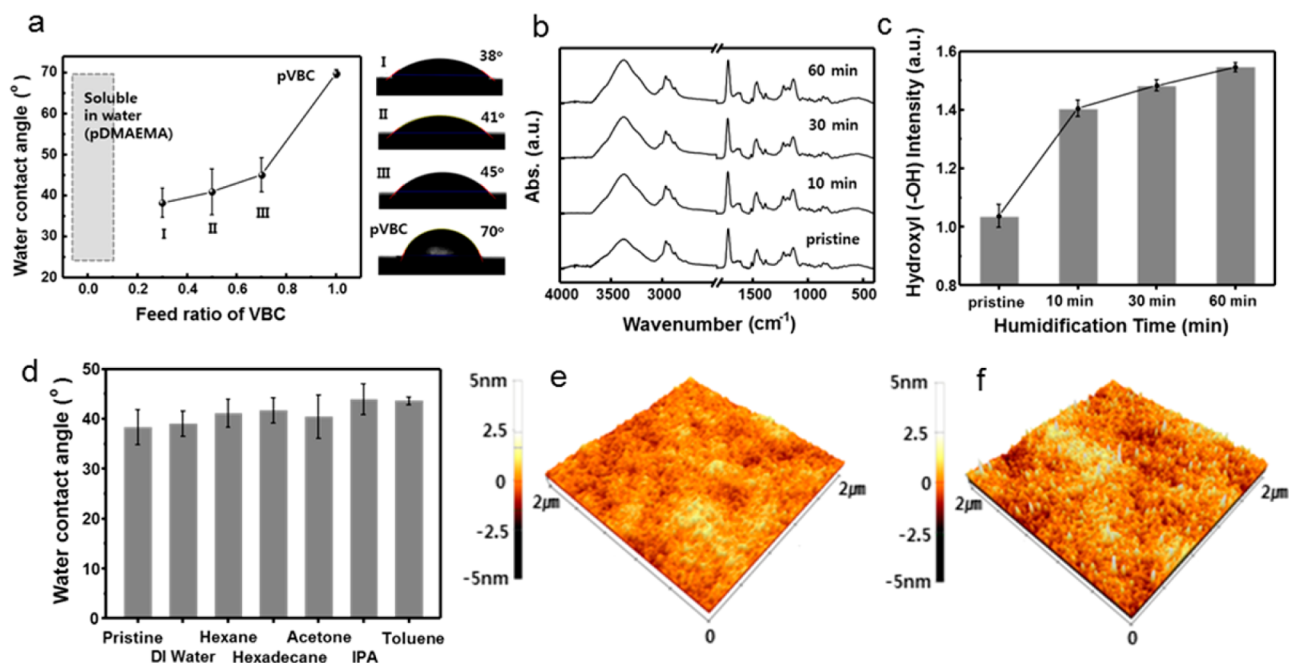 a
Water contact angle (°)
70
60
50
40
30
20
Soluble
in water
(pDMAEMA)
pVBC
I
II
III
0.0
0.2
0.4
0.6
0.8
1.0
Feed ratio of VBC
I
38°
II
41°
III
45°
pVBC
70°
b
Abs. (a.u.)
60 min
30 min
10 min
pristine
4000
3500
3000
1500
1000
500
Wavenumber (cm⁻¹)
c
Hydroxyl (-OH) Intensity (a.u.)
1.6
1.4
1.2
1.0
0.8
pristine
10 min
30 min
60 min
Humidification Time (min)
d
Water contact angle (°)
50
40
30
20
10
0
Pristine
DI Water
Hexane
Hexadecane
Acetone
IPA
Toluene
e
5nm
2.5
0
-2.5
-5nm
2μm
2μm
0
f
5nm
2.5
0
-2.5
-5nm
2μm
2μm
0